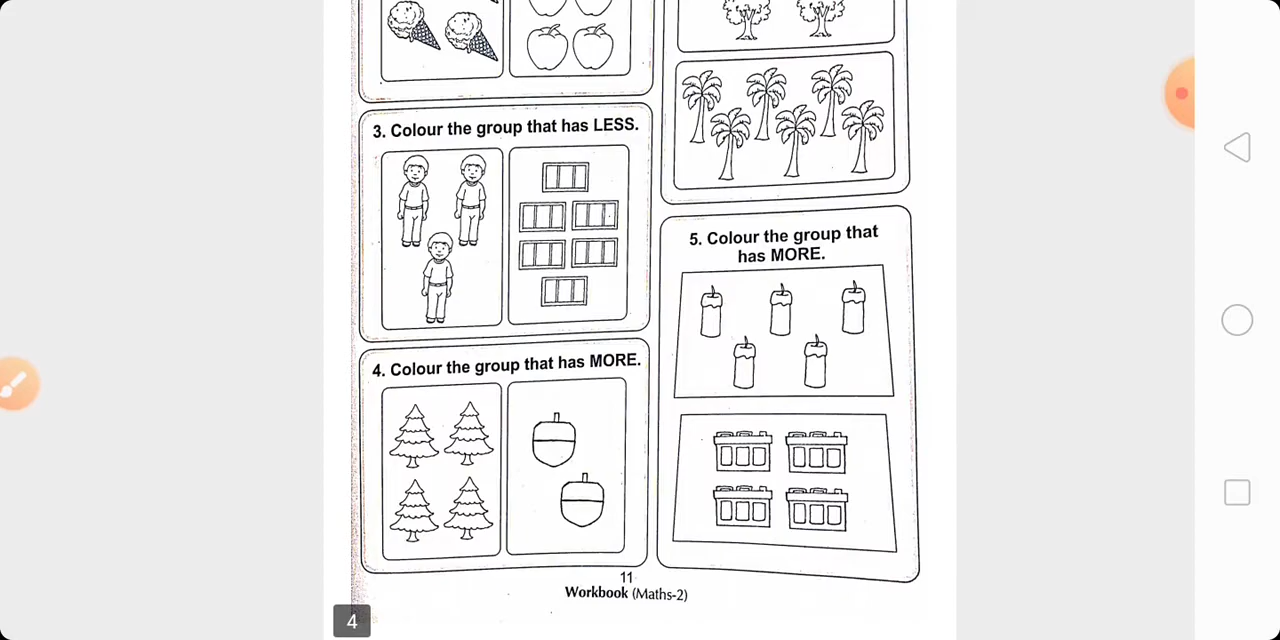 3. Colour the group that has LESS.
4. Colour the group that has MORE.
5. Colour the group that
has MORE.
11
Workbook (Maths-2)
4